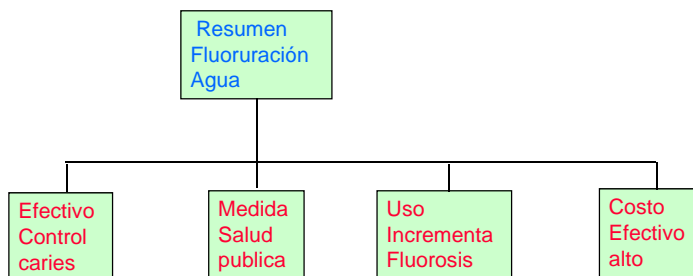 Resumen
Fluoruración
Agua
Efectivo
Control
caries
Medida
Salud
publica
Uso
Incrementa
Fluorosis
Costo
Efectivo
alto